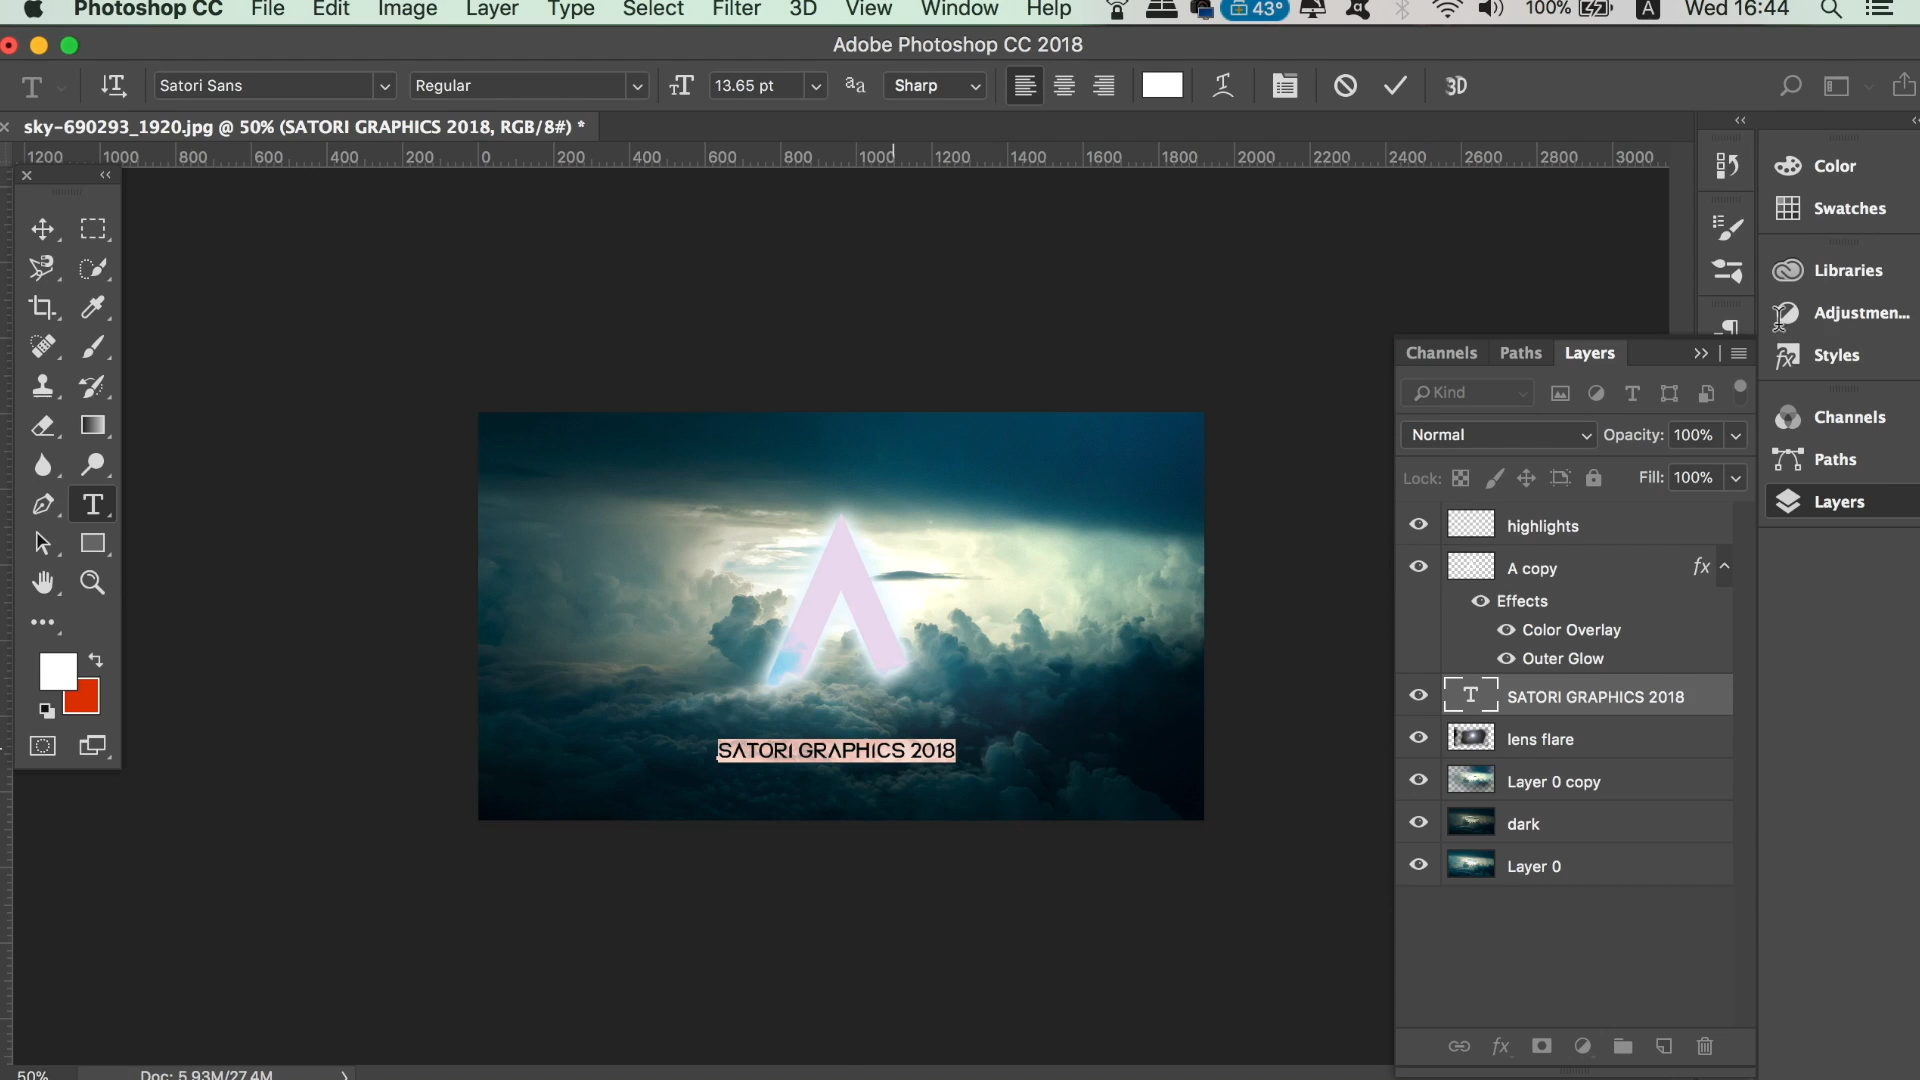 Photoshop CC File Edit Image Layer Type Select Filter 3D View Window Help 43° 100% A Wed 16:44
Adobe Photoshop CC 2018
T Satori Sans Regular 13.65 pt aa Sharp 3D
sky-690293_1920.jpg @ 50% (SATORI GRAPHICS 2018, RGB/8#) *
1200 1000 800 600 400 200 0 200 400 600 800 1000 1200 1400 1600 1800 2000 2200 2400 2600 2800 3000
Color
Swatches
Libraries
Adjustmen...
Styles
Channels
Paths
Layers
Channels Paths Layers
Kind
Normal Opacity: 100%
Lock: Fill: 100%
highlights
A copy fx
Effects
Color Overlay
Outer Glow
T SATORI GRAPHICS 2018
lens flare
Layer 0 copy
dark
Layer 0
fx
SATORI GRAPHICS 2018
50% Doc: 5.93M/27.4M